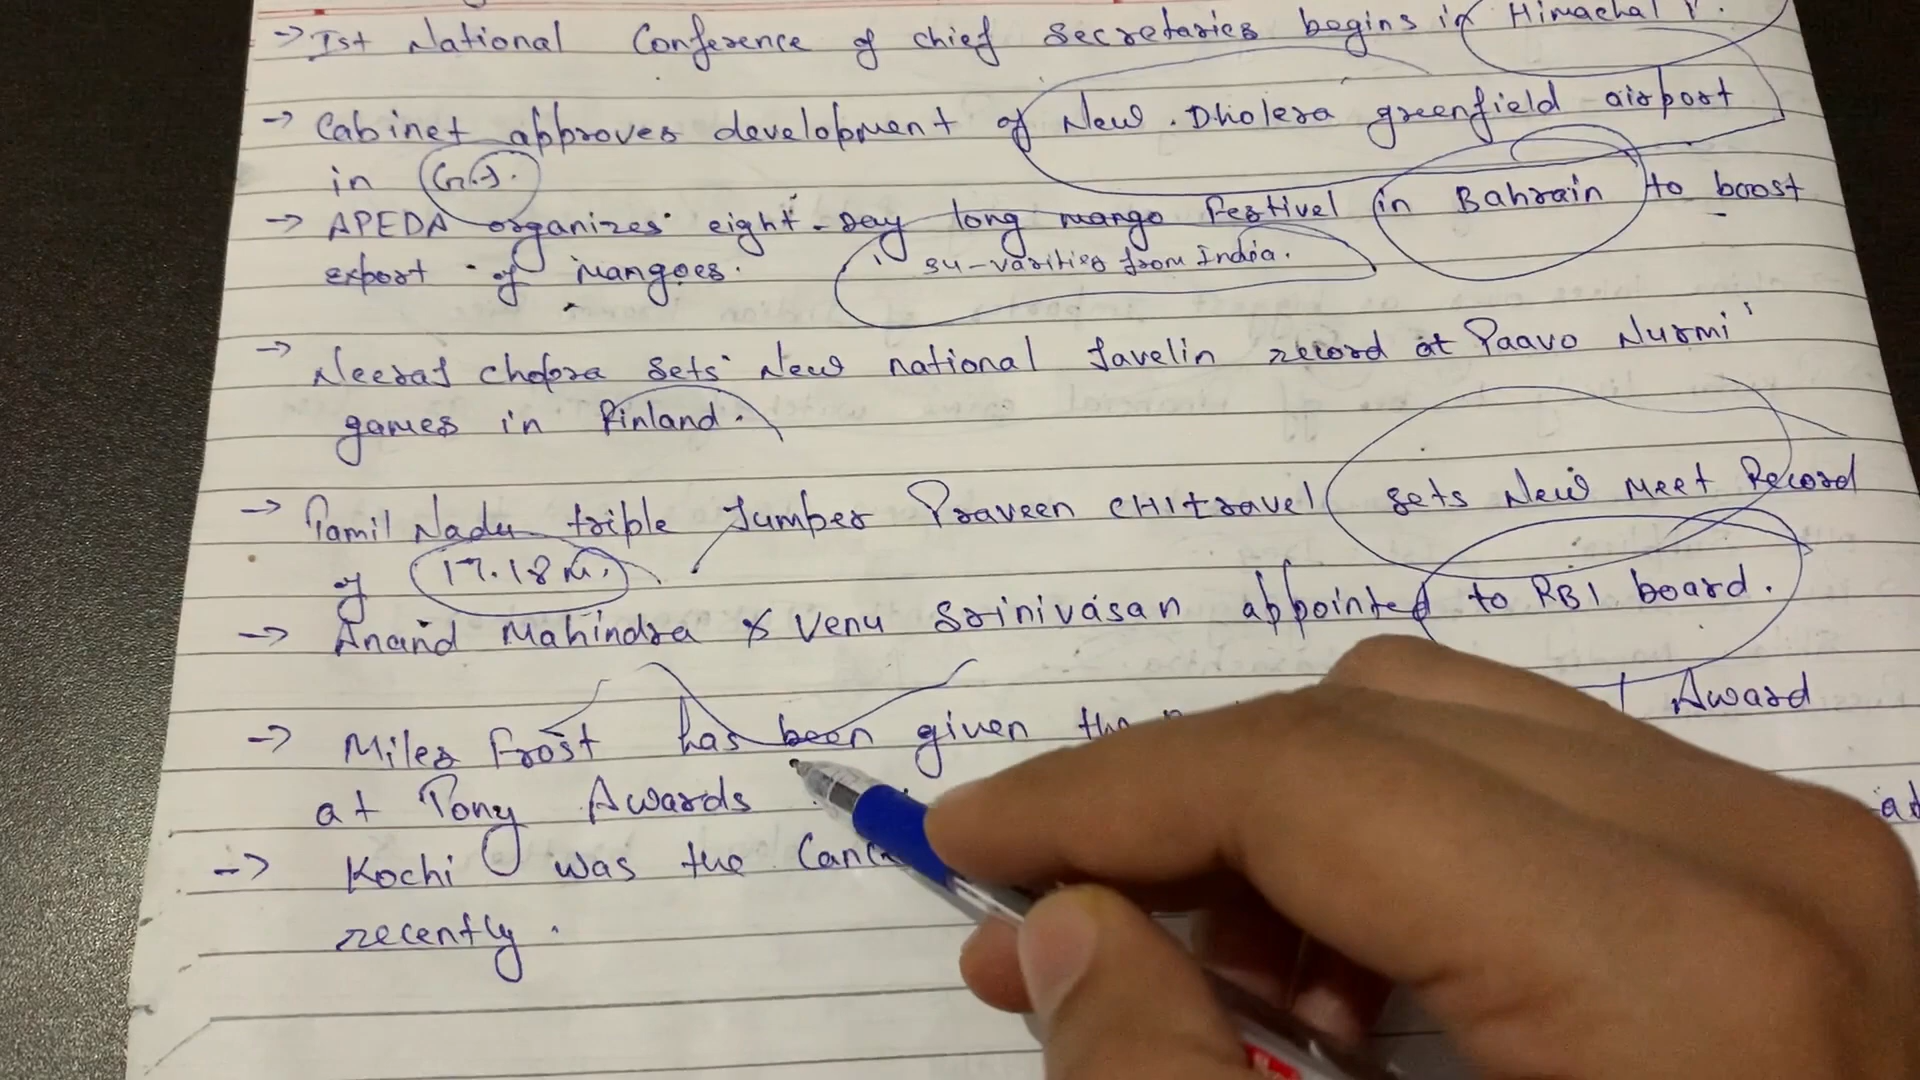 → Ist National Conference of chief secretaries begins in Himachal P.
→ Cabinet approves development of New Dholera greenfield airport
in GJ.
→ APEDA organizes eight-Day long mango Festivel in Bahrain to boost
export of mangoes. 34-varities from India.
→ Neeraj chopra sets New national Javelin record at Paavo Nurmi
games in Finland.
→ Tamil Nadu triple Jumper Praveen CHitravel sets New Meet Record
of 17.18 m.
→ Anand Mahindra & Venu Srinivasan appointed to RBI board.
→ Miles Frost has been given the Award
at Tony Awards
→ Kochi was the
recently.